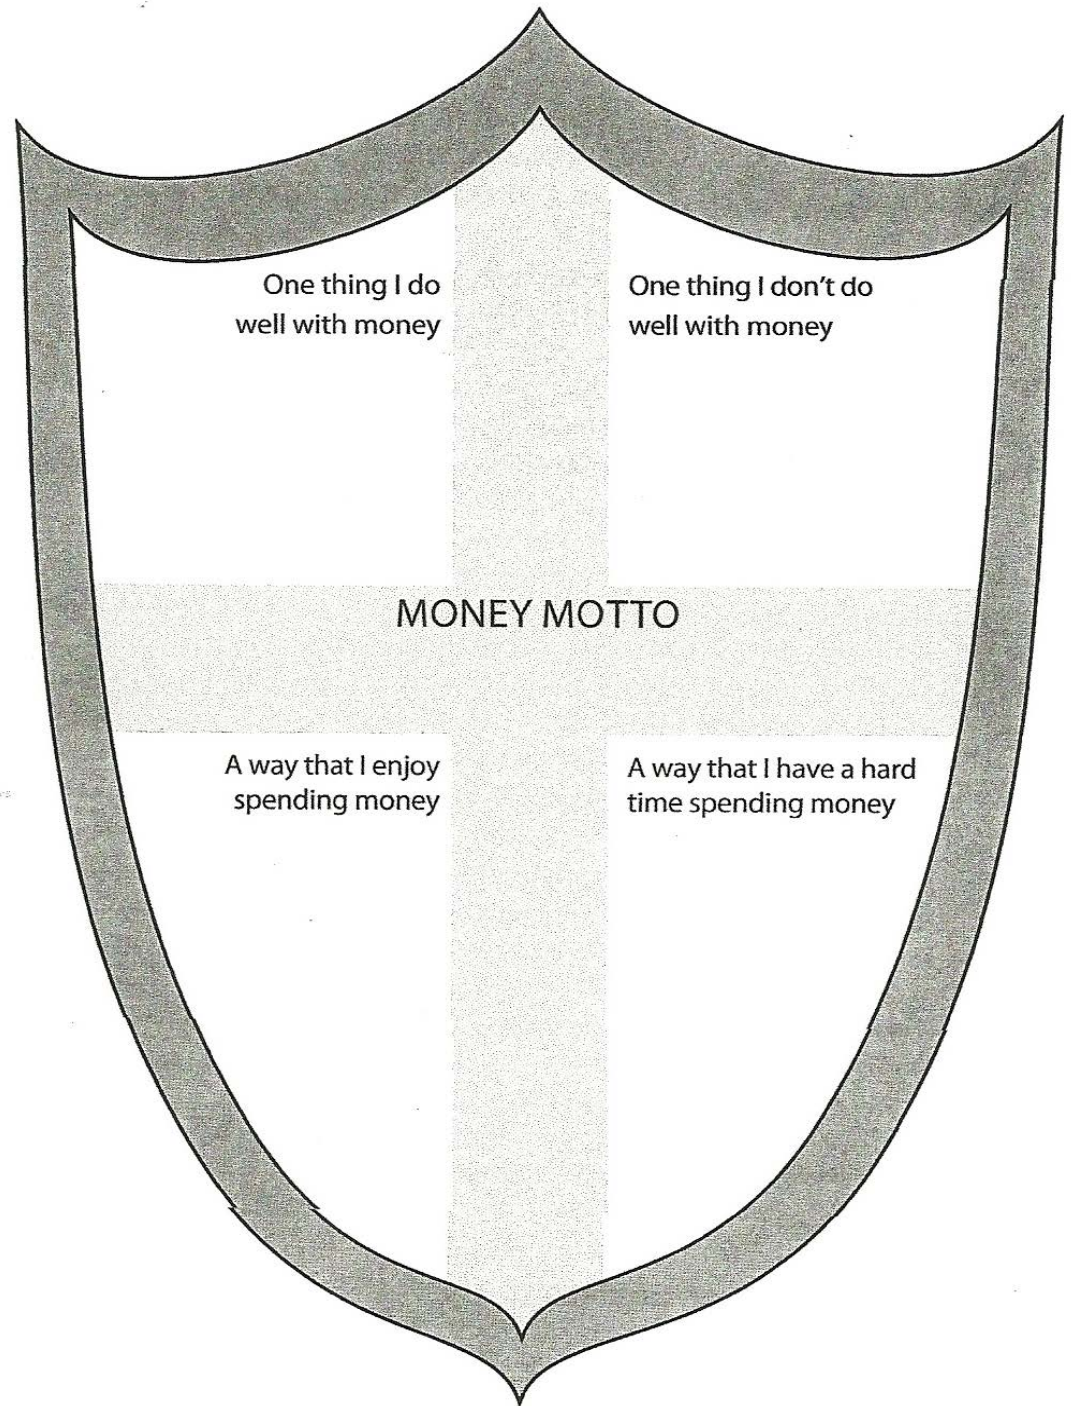 One thing I do
well with money
One thing I don't do
well with money
MONEY MOTTO
A way that I enjoy
spending money
A way that I have a hard
time spending money